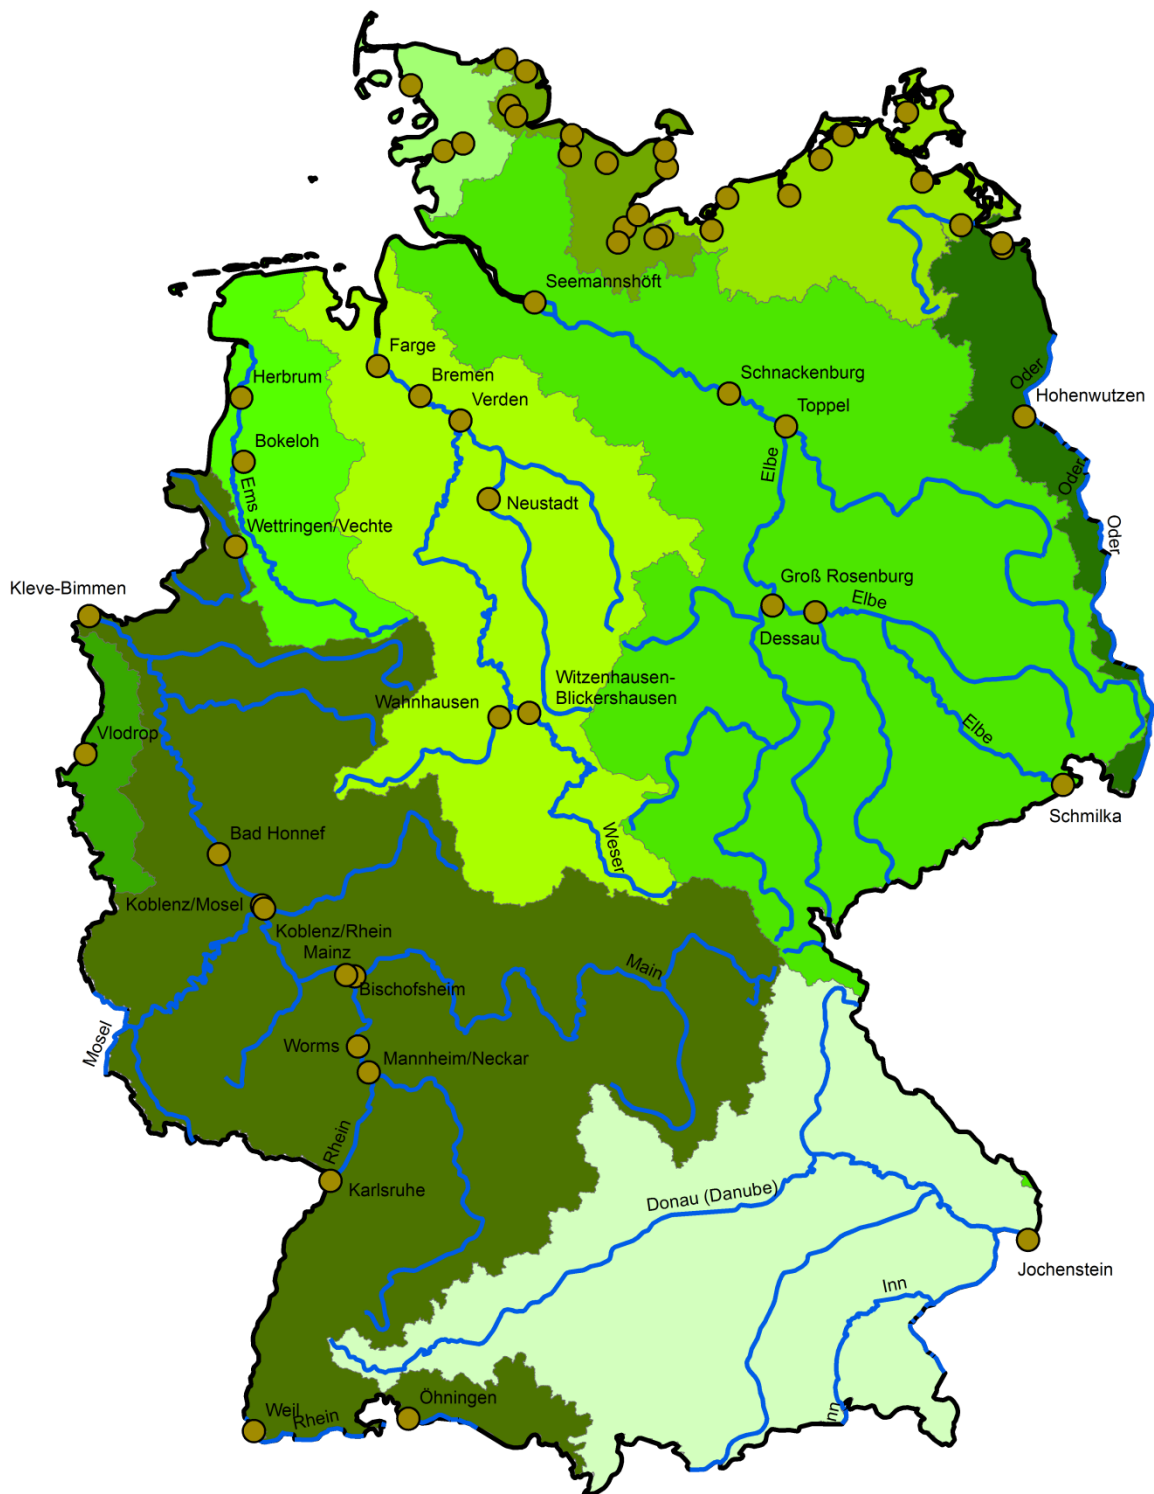 Seemannshöft
Farge
Bremen
Herbrum
Verden
Schnackenburg
Toppel
Oder
Hohenwutzen
Bokeloh
Ems
Elbe
Oder
Neustadt
Wettringen/Vechte
Oder
Kleve-Bimmen
Groß Rosenburg
Elbe
Dessau
Witzenhausen-
Blickershausen
Wahnhausen
Vlodrop
Elbe
Schmilka
Bad Honnef
Weser
Koblenz/Mosel
Koblenz/Rhein
Mainz
Main
Bischofsheim
Mosel
Worms
Mannheim/Neckar
Rhein
Karlsruhe
Donau (Danube)
Jochenstein
Inn
Öhningen
Weil
Rhein
Inn